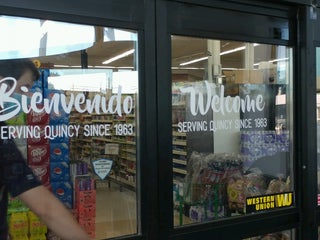 Bienvenido
SERVING QUINCY SINCE 1963
Welcome
SERVING QUINCY SINCE 1963
WESTERN
UNION
WU